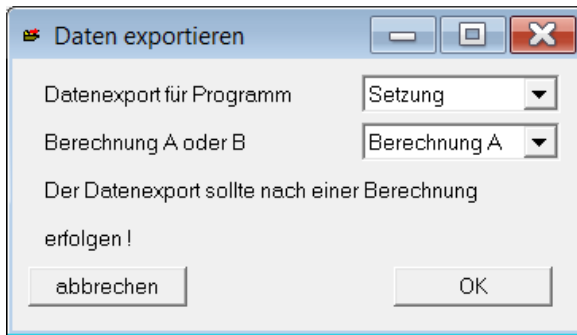 Daten exportieren
Datenexport für Programm Setzung
Berechnung A oder B Berechnung A
Der Datenexport sollte nach einer Berechnung
erfolgen !
abbrechen OK